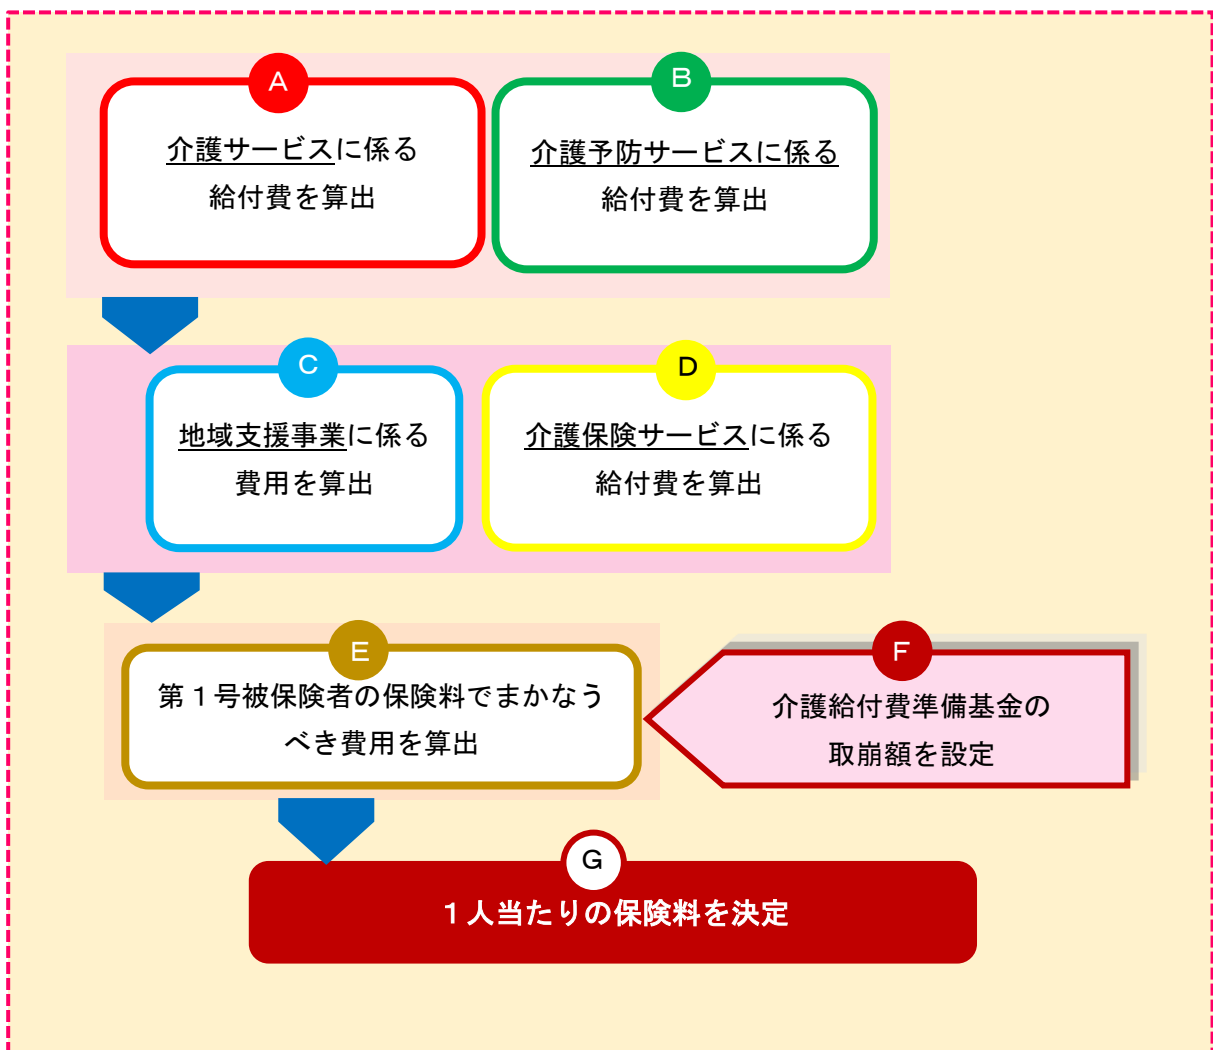 A
介護サービスに係る
給付費を算出
B
介護予防サービスに係る
給付費を算出
C
地域支援事業に係る
費用を算出
D
介護保険サービスに係る
給付費を算出
E
第1号被保険者の保険料でまかなう
べき費用を算出
F
介護給付費準備基金の
取崩額を設定
G
1人当たりの保険料を決定